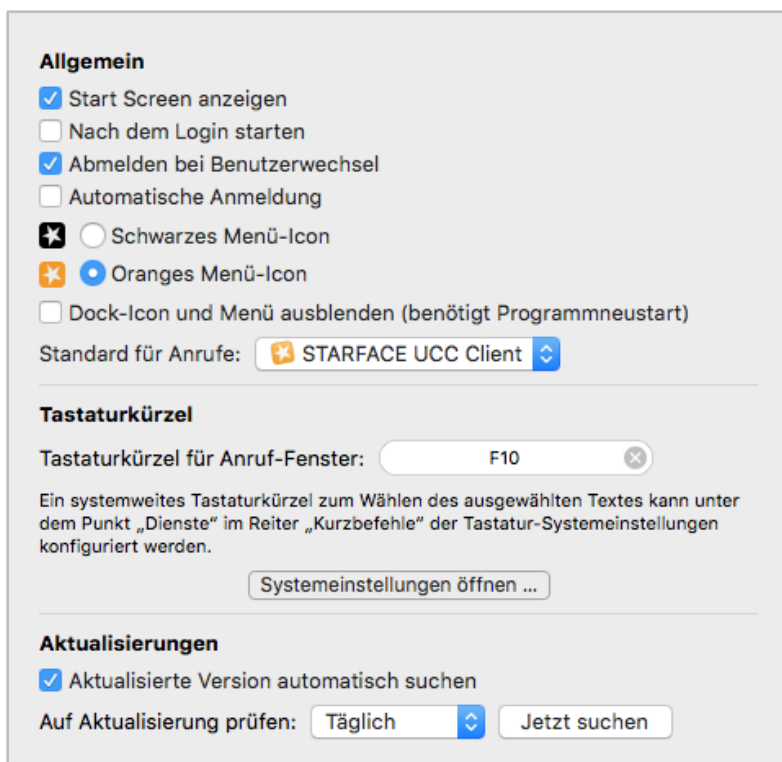 Allgemein
Start Screen anzeigen
Nach dem Login starten
Abmelden bei Benutzerwechsel
Automatische Anmeldung
Schwarzes Menü-Icon
Oranges Menü-Icon
Dock-Icon und Menü ausblenden (benötigt Programmneustart)
Standard für Anrufe: STARFACE UCC Client
Tastaturkürzel
Tastaturkürzel für Anruf-Fenster: F10
Ein systemweites Tastaturkürzel zum Wählen des ausgewählten Textes kann unter
dem Punkt „Dienste“ im Reiter „Kurzbefehle“ der Tastatur-Systemeinstellungen
konfiguriert werden.
Systemeinstellungen öffnen ...
Aktualisierungen
Aktualisierte Version automatisch suchen
Auf Aktualisierung prüfen: Täglich Jetzt suchen